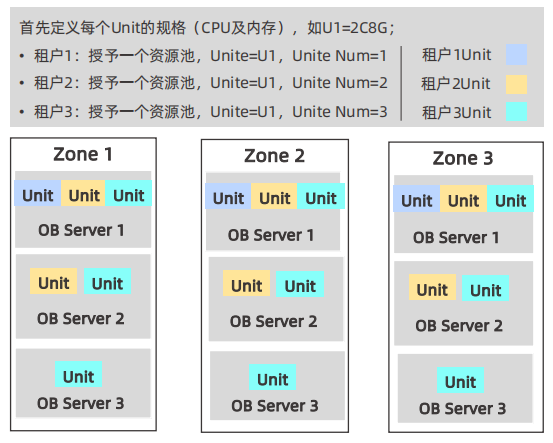 首先定义每个Unit的规格（CPU及内存），如U1=2C8G；
• 租户1：授予一个资源池，Unite=U1，Unite Num=1
• 租户2：授予一个资源池，Unite=U1，Unite Num=2
• 租户3：授予一个资源池，Unite=U1，Unite Num=3
租户1Unit
租户2Unit
租户3Unit
Zone 1
Unit Unit Unit
OB Server 1
Unit Unit
OB Server 2
Unit
OB Server 3
Zone 2
Unit Unit Unit
OB Server 1
Unit Unit
OB Server 2
Unit
OB Server 3
Zone 3
Unit Unit Unit
OB Server 1
Unit Unit
OB Server 2
Unit
OB Server 3